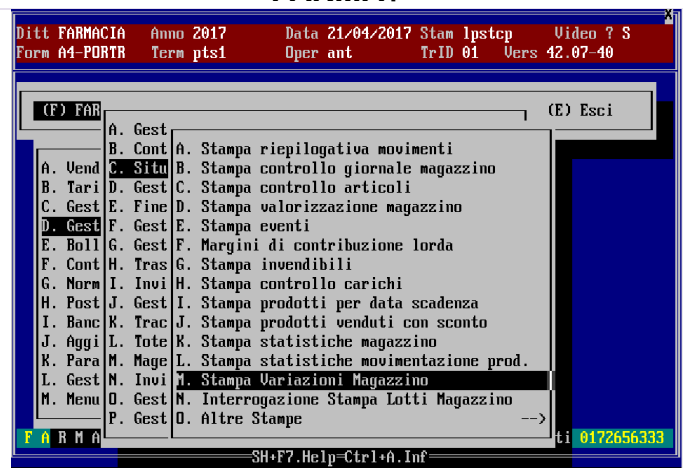 X
Ditt FARMACIA Anno 2017 Data 21/04/2017 Stam lpstcp Video ? S
Form A4-PORTR Term pts1 Oper ant TrID 01 Vers 42.07-40
(F) FAR (E) Esci
A. Vend
B. Tari
C. Gest
D. Gest
E. Boll
F. Cont
G. Norm
H. Post
I. Banc
J. Aggi
K. Para
L. Gest
M. Menu
A. Gest
B. Cont
C. Situ
D. Gest
E. Fine
F. Gest
G. Gest
H. Tras
I. Invi
J. Gest
K. Trac
L. Tote
M. Mage
N. Invi
O. Gest
P. Gest
A. Stampa riepilogativa movimenti
B. Stampa controllo giornale magazzino
C. Stampa controllo articoli
D. Stampa valorizzazione magazzino
E. Stampa eventi
F. Margini di contribuzione lorda
G. Stampa invendibili
H. Stampa controllo carichi
I. Stampa prodotti per data scadenza
J. Stampa prodotti venduti con sconto
K. Stampa statistiche magazzino
L. Stampa statistiche movimentazione prod.
M. Stampa Variazioni Magazzino
N. Interrogazione Stampa Lotti Magazzino
O. Altre Stampe -->
F A R M A ti 0172656333
SH+F7.Help=Ctrl+A.Inf